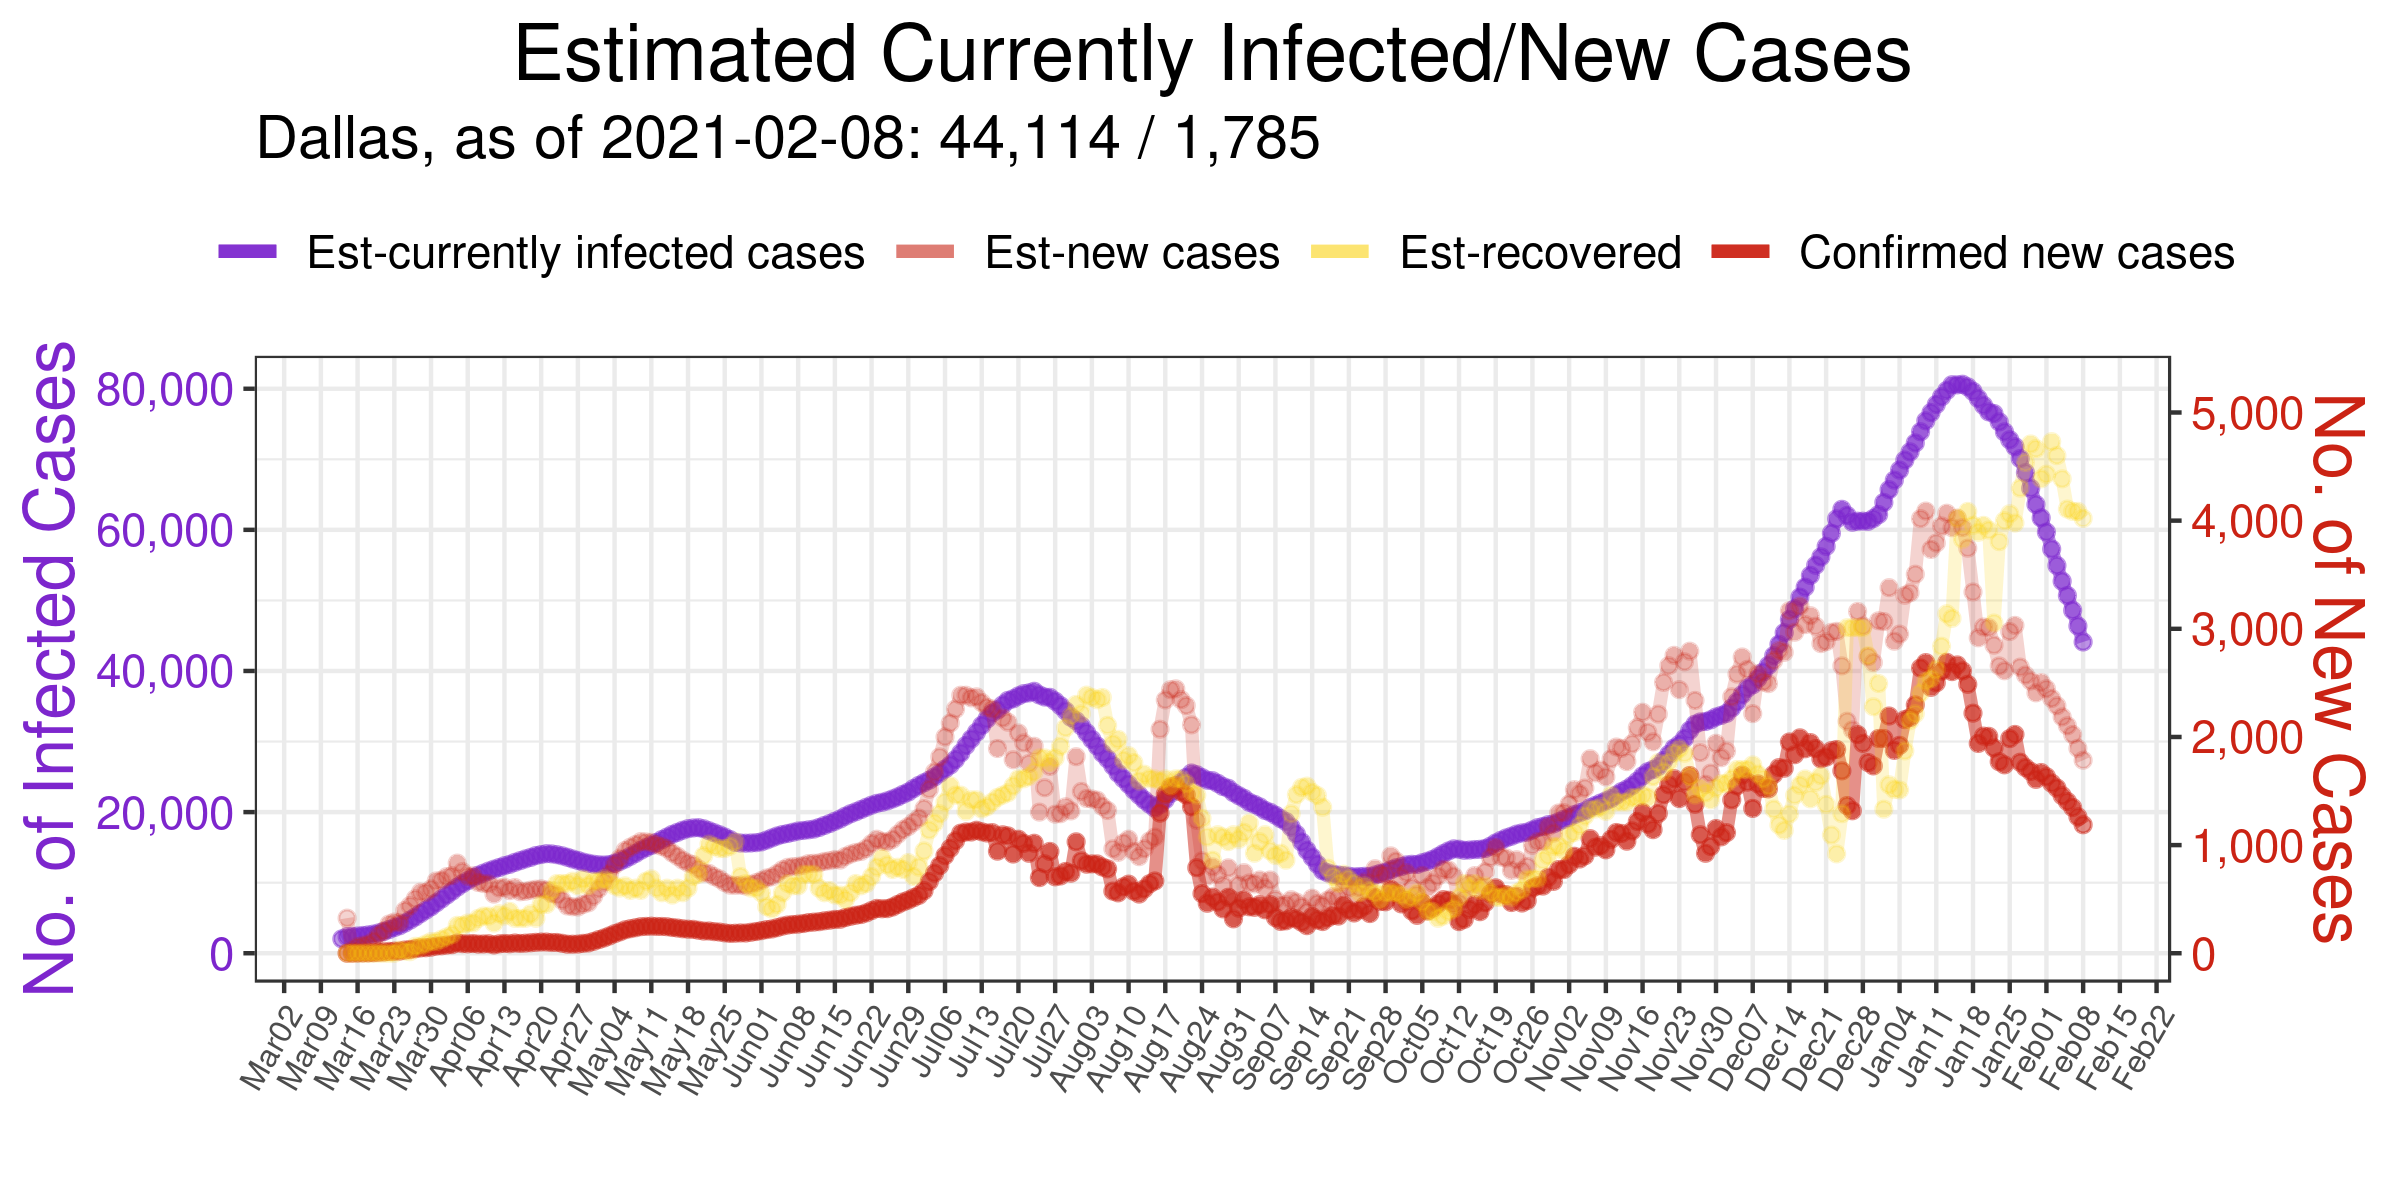 Estimated Currently Infected/New Cases
Dallas, as of 2021-02-08: 44,114 / 1,785
Est-currently infected cases
Est-new cases
Est-recovered
Confirmed new cases
No. of Infected Cases
80,000
60,000
40,000
20,000
0
5,000
4,000
3,000
2,000
1,000
0
No. of New Cases
Mar02
Mar09
Mar16
Mar23
Mar30
Apr06
Apr13
Apr20
Apr27
May04
May11
May18
May25
Jun01
Jun08
Jun15
Jun22
Jun29
Jul06
Jul13
Jul20
Jul27
Aug03
Aug10
Aug17
Aug24
Aug31
Sep07
Sep14
Sep21
Sep28
Oct05
Oct12
Oct19
Oct26
Nov02
Nov09
Nov16
Nov23
Nov30
Dec07
Dec14
Dec21
Dec28
Jan04
Jan11
Jan18
Jan25
Feb01
Feb08
Feb15
Feb22